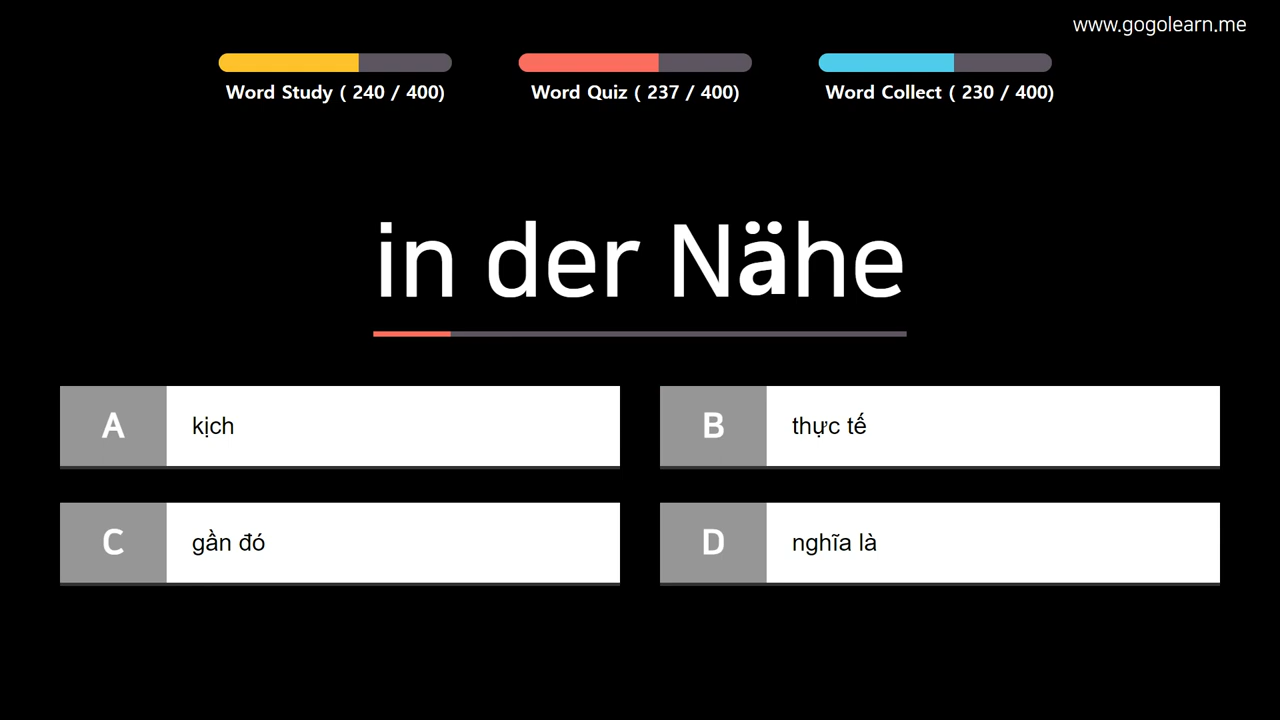 www.gogolearn.me
Word Study ( 240 / 400)
Word Quiz ( 237 / 400)
Word Collect ( 230 / 400)
in der Nähe
A
kịch
B
thực tế
C
gần đó
D
nghĩa là